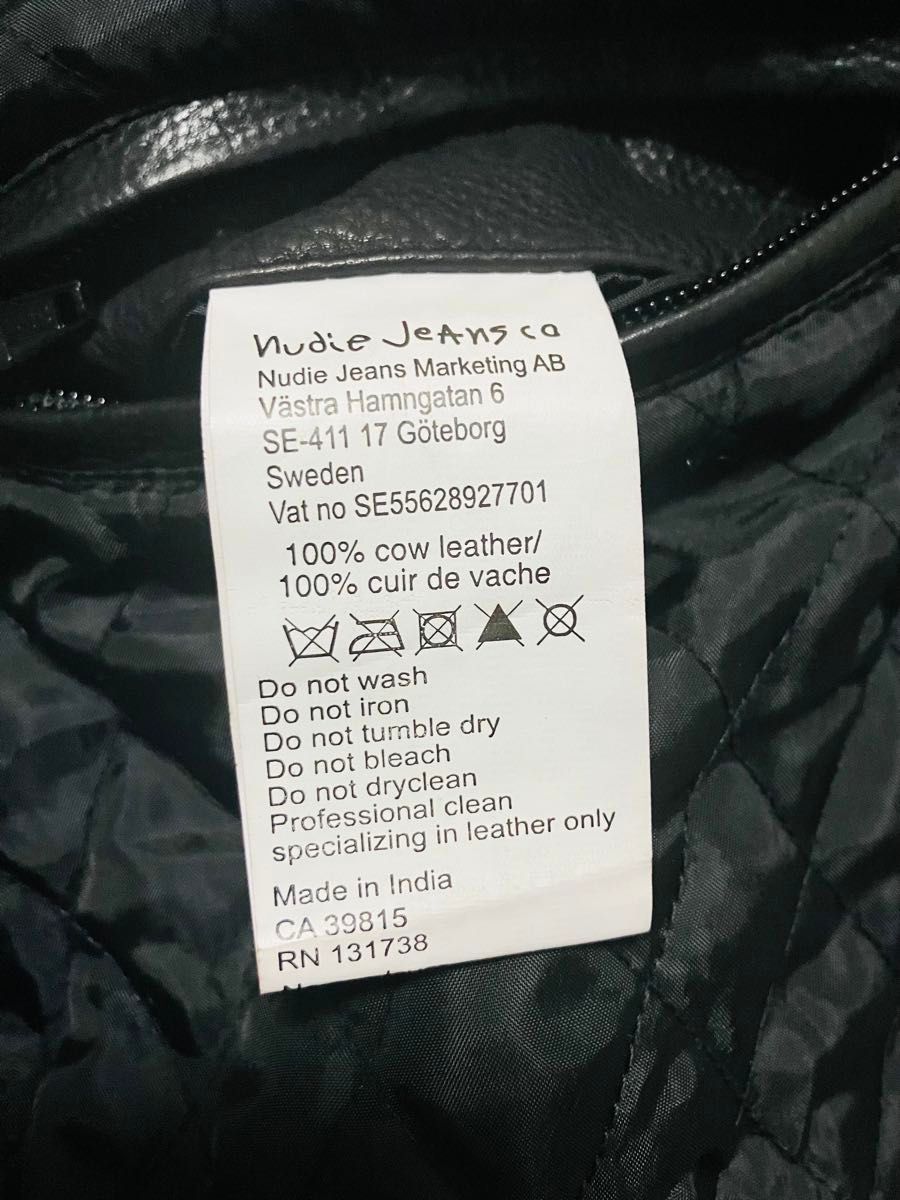 Nudie Jeans co
Nudie Jeans Marketing AB
Västra Hamngatan 6
SE-411 17 Göteborg
Sweden
Vat no SE55628927701
100% cow leather/
100% cuir de vache
Do not wash
Do not iron
Do not tumble dry
Do not bleach
Do not dryclean
Professional clean
specializing in leather only
Made in India
CA 39815
RN 131738